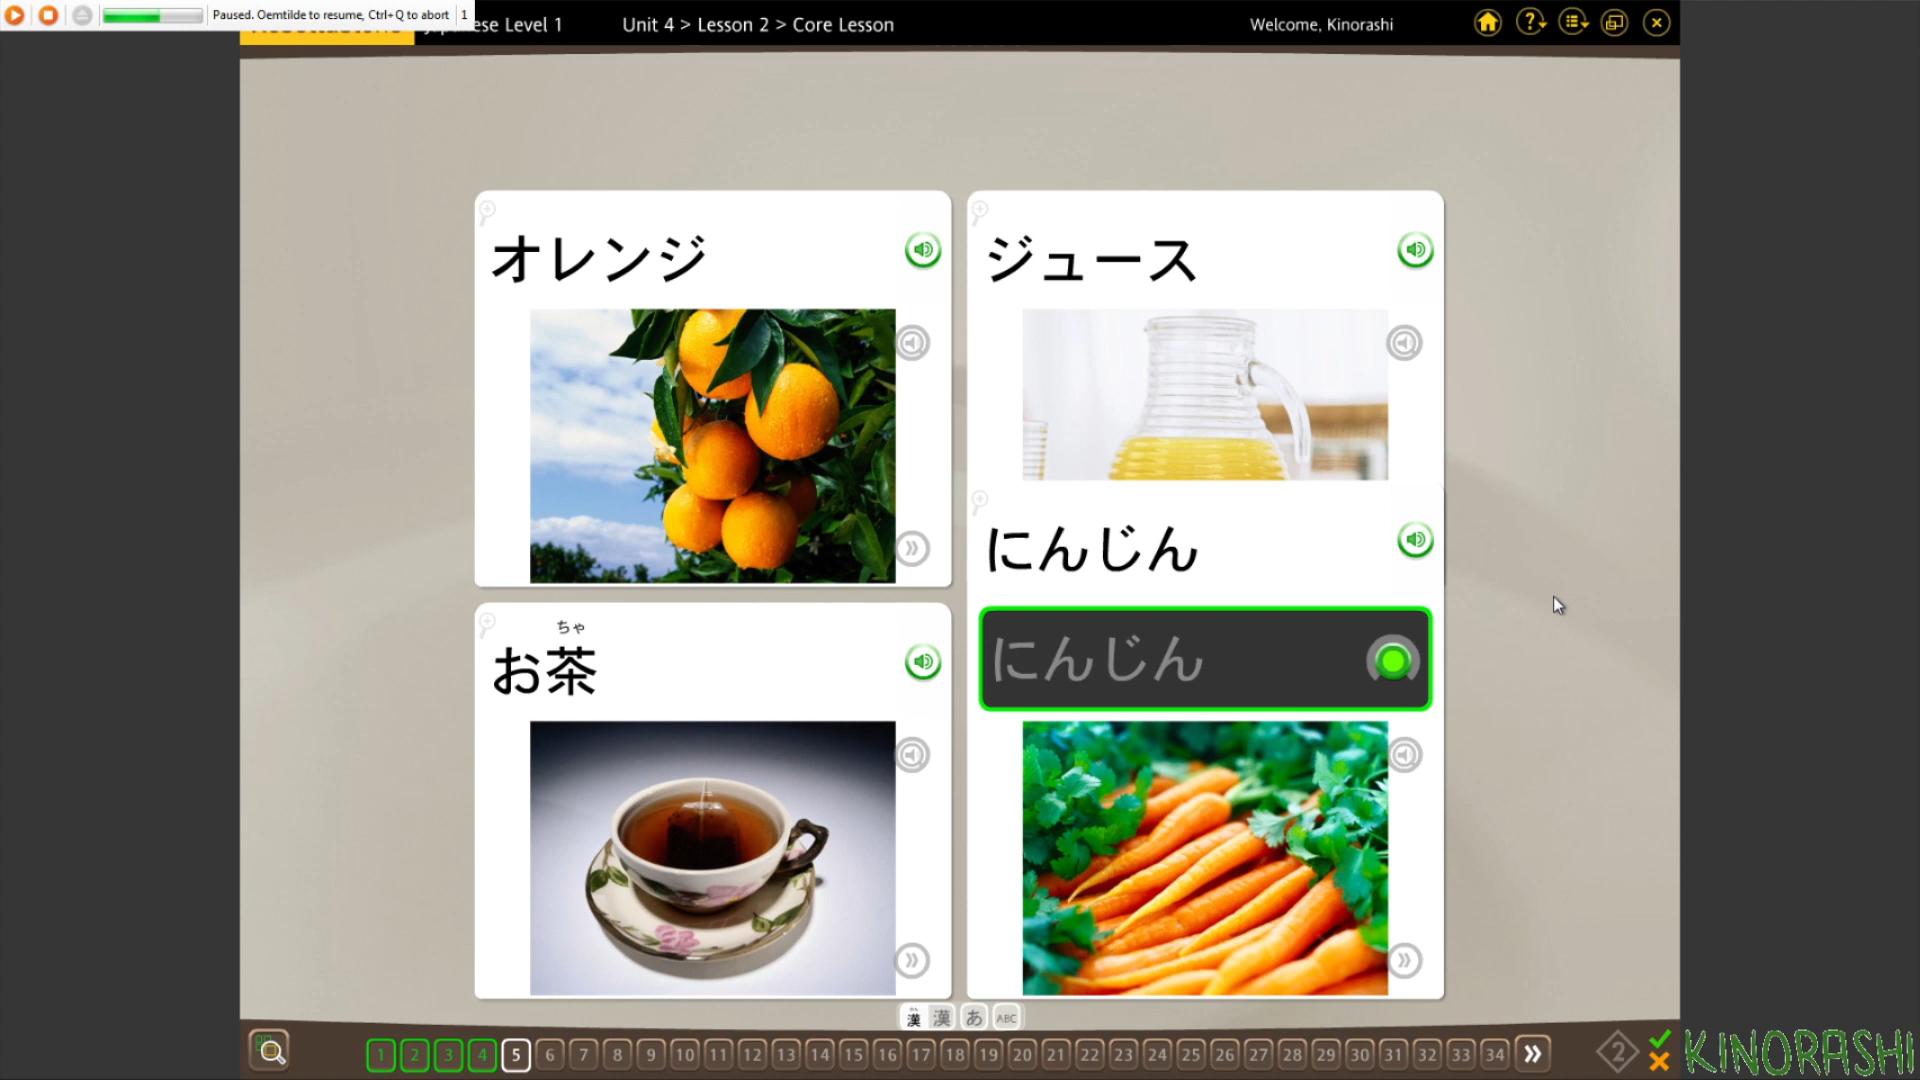 Paused. Oemtilde to resume, Ctrl+Q to abort 1
ese Level 1
Unit 4 > Lesson 2 > Core Lesson
Welcome, Kinorashi
オレンジ
ジュース
にんじん
にんじん
ちゃ
お茶
漢 漢 あ ABC
1 2 3 4 5 6 7 8 9 10 11 12 13 14 15 16 17 18 19 20 21 22 23 24 25 26 27 28 29 30 31 32 33 34
2
KINORASHI